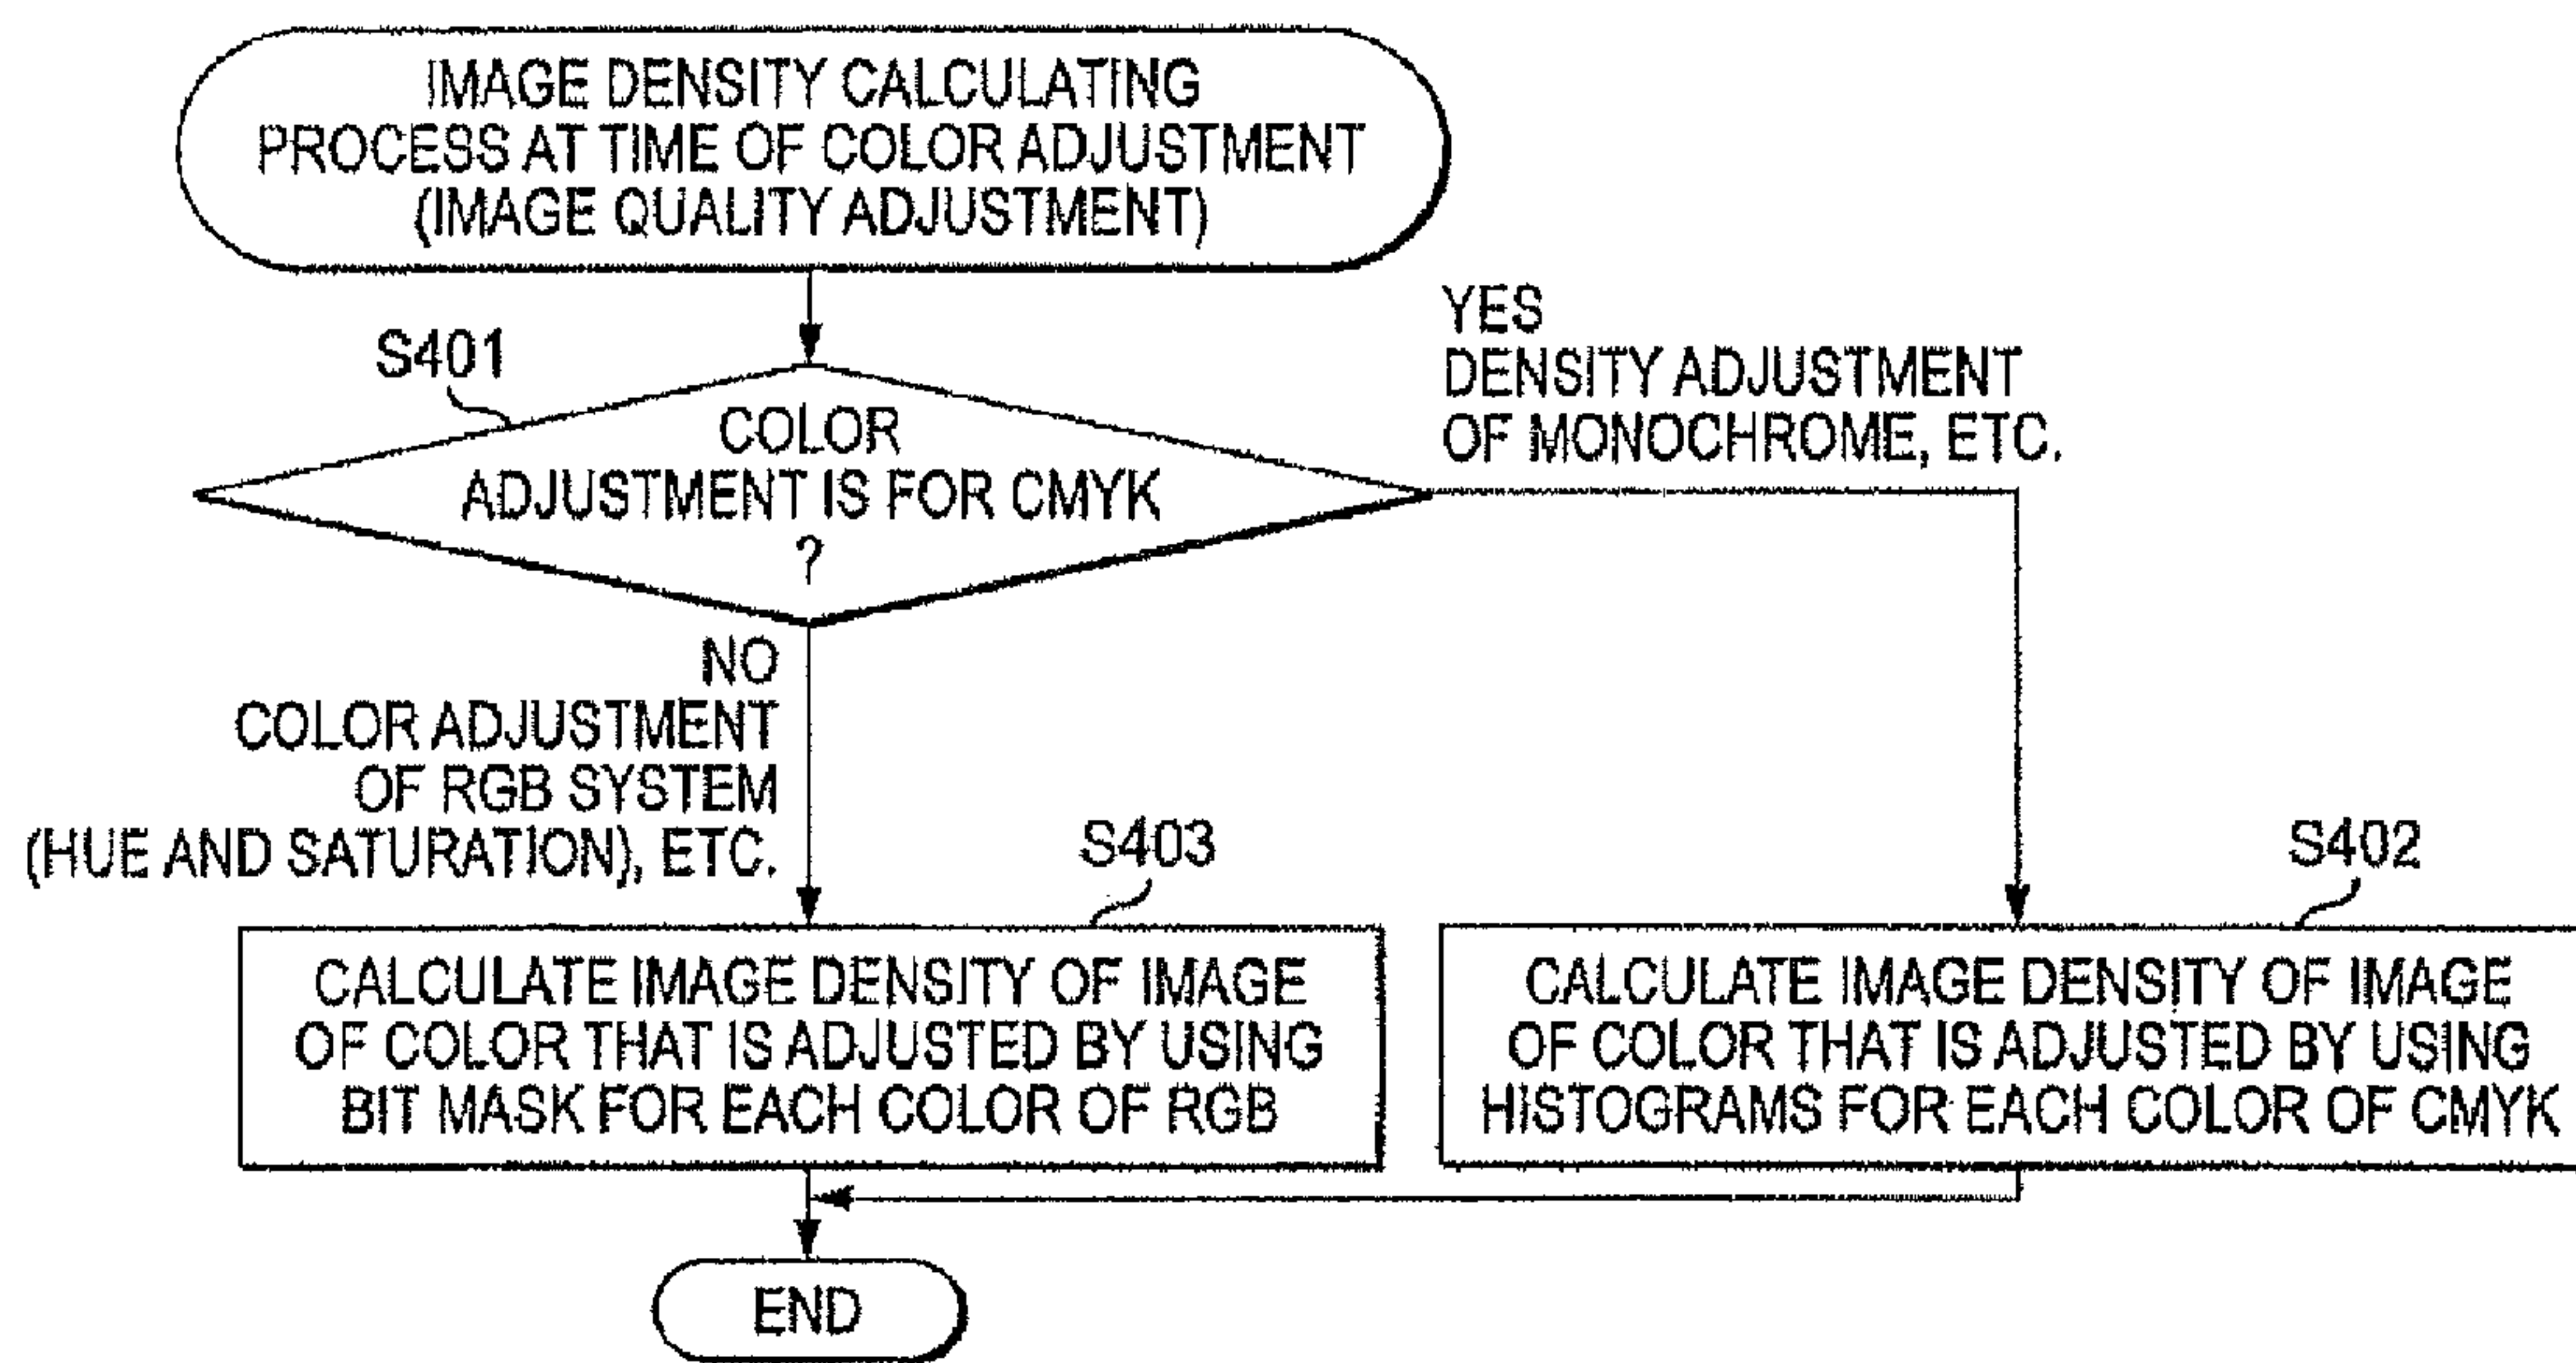 IMAGE DENSITY CALCULATING
PROCESS AT TIME OF COLOR ADJUSTMENT
(IMAGE QUALITY ADJUSTMENT)
S401
COLOR
ADJUSTMENT IS FOR CMYK
?
YES
DENSITY ADJUSTMENT
OF MONOCHROME, ETC.
NO
COLOR ADJUSTMENT
OF RGB SYSTEM
(HUE AND SATURATION), ETC.
S403
CALCULATE IMAGE DENSITY OF IMAGE
OF COLOR THAT IS ADJUSTED BY USING
BIT MASK FOR EACH COLOR OF RGB
S402
CALCULATE IMAGE DENSITY OF IMAGE
OF COLOR THAT IS ADJUSTED BY USING
HISTOGRAMS FOR EACH COLOR OF CMYK
END